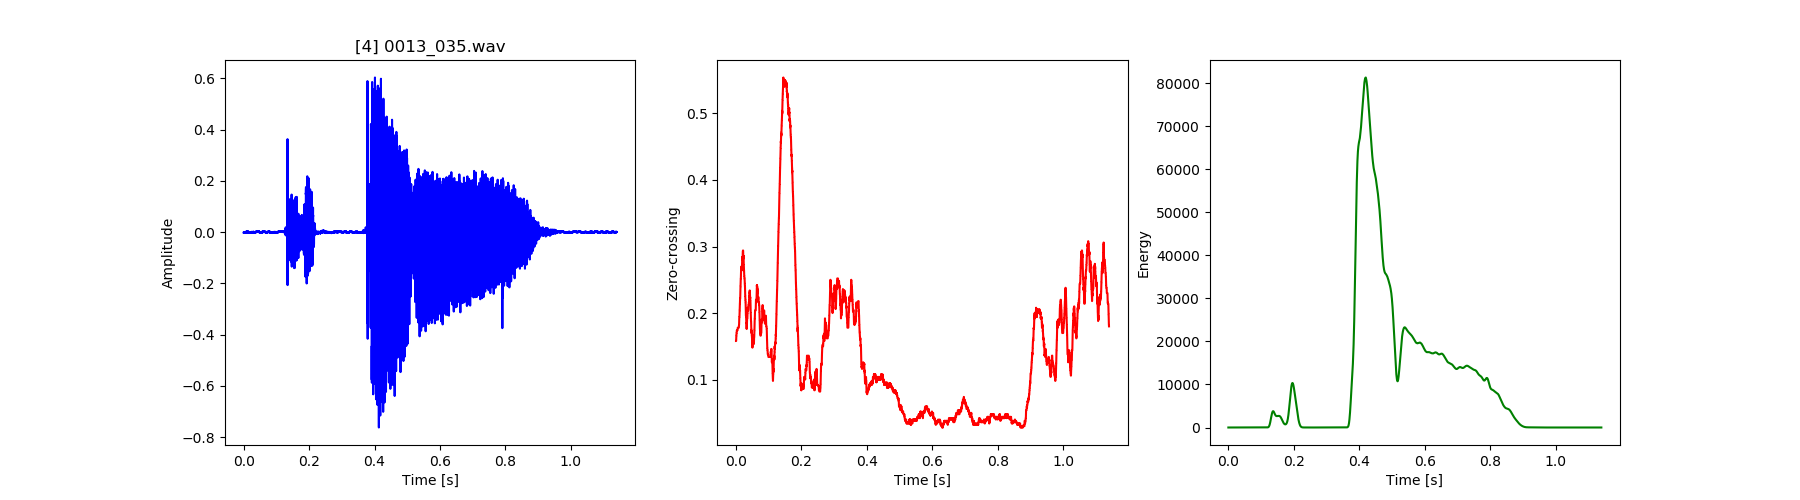 [4] 0013_035.wav
Amplitude
0.6
0.4
0.2
0.0
−0.2
−0.4
−0.6
−0.8
0.0 0.2 0.4 0.6 0.8 1.0
Time [s]
Zero-crossing
0.5
0.4
0.3
0.2
0.1
0.0 0.2 0.4 0.6 0.8 1.0
Time [s]
Energy
80000
70000
60000
50000
40000
30000
20000
10000
0
0.0 0.2 0.4 0.6 0.8 1.0
Time [s]